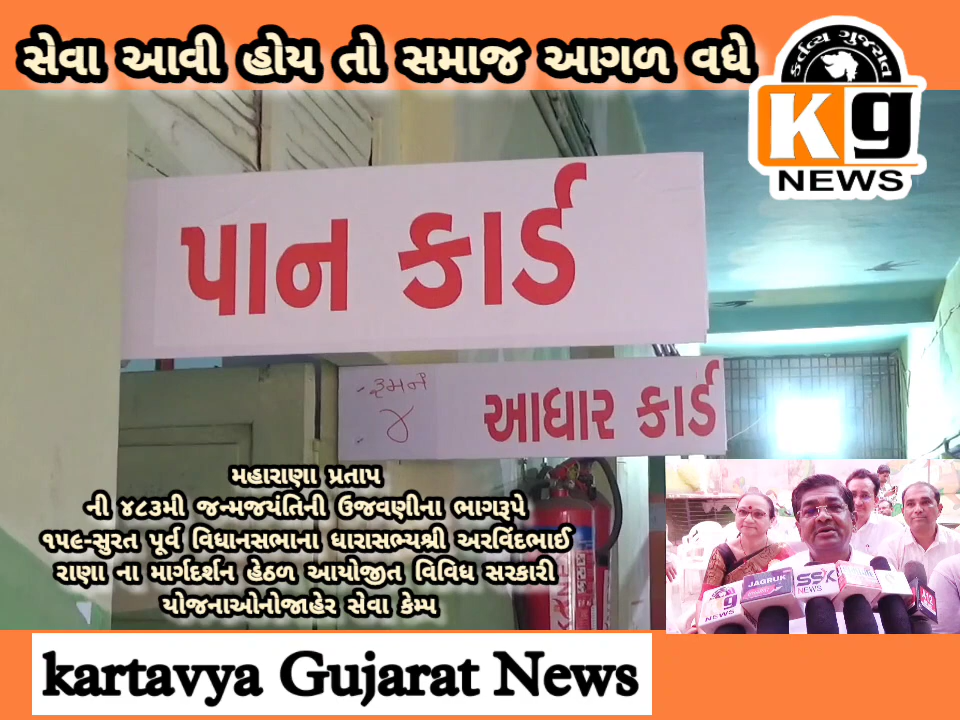 સેવા આવી હોય તો સમાજ આગળ વધે
કર્તવ્ય ગુજરાત
Kg
NEWS
પાન કાર્ડ
રૂમ નં
૪
આધાર કાર્ડ
મહારાણા પ્રતાપ
ની ૪૮૩મી જન્મજયંતિની ઉજવણીના ભાગરૂપે
૧૫૯-સુરત પૂર્વ વિધાનસભાના ધારાસભ્યશ્રી અરવિંદભાઈ
રાણા ના માર્ગદર્શન હેઠળ આયોજીત વિવિધ સરકારી
યોજનાઓનોજાહેર સેવા કેમ્પ
Kg
NEWS
JAGRUK
SSK
NEWS
kartavya Gujarat News